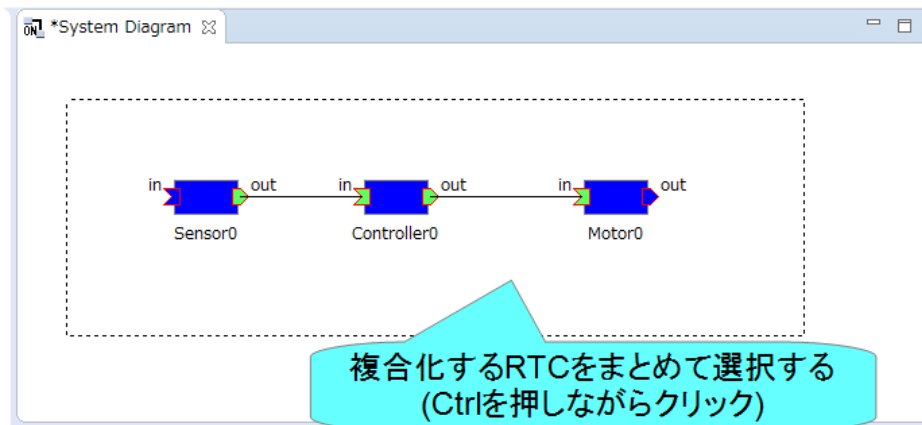 ON *System Diagram
in out in out in out
Sensor0 Controller0 Motor0
複合化するRTCをまとめて選択する
(Ctrlを押しながらクリック)